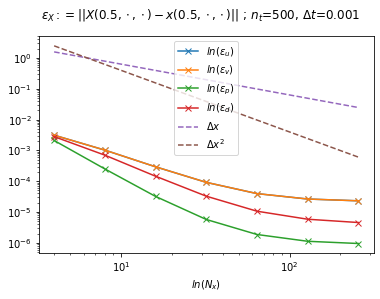 ε_X := ||X(0.5, ·, ·) − x(0.5, ·, ·)|| ; n_t=500, Δt=0.001
10⁰
10⁻¹
10⁻²
10⁻³
10⁻⁴
10⁻⁵
10⁻⁶
ln(ε_u)
ln(ε_v)
ln(ε_p)
ln(ε_d)
Δx
Δx²
10¹
10²
ln(N_x)